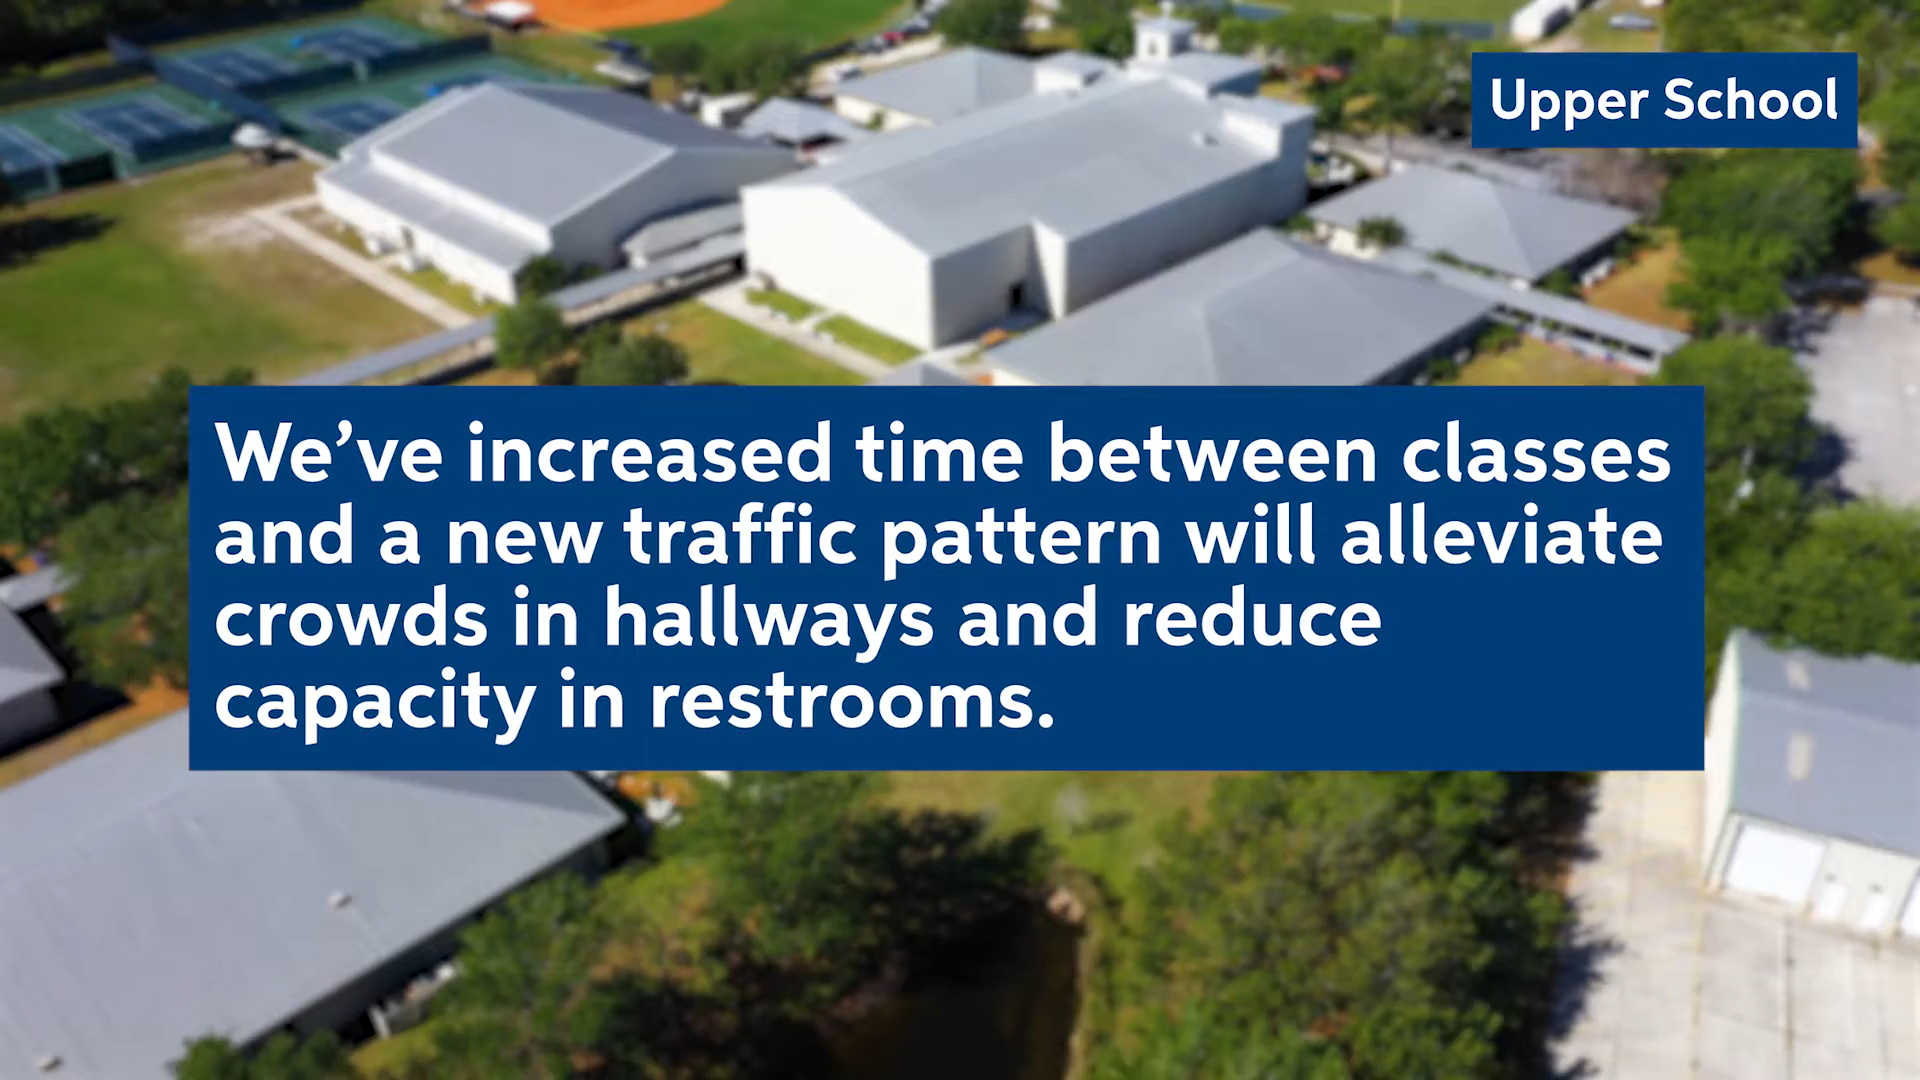 Upper School
We’ve increased time between classes
and a new traffic pattern will alleviate
crowds in hallways and reduce
capacity in restrooms.